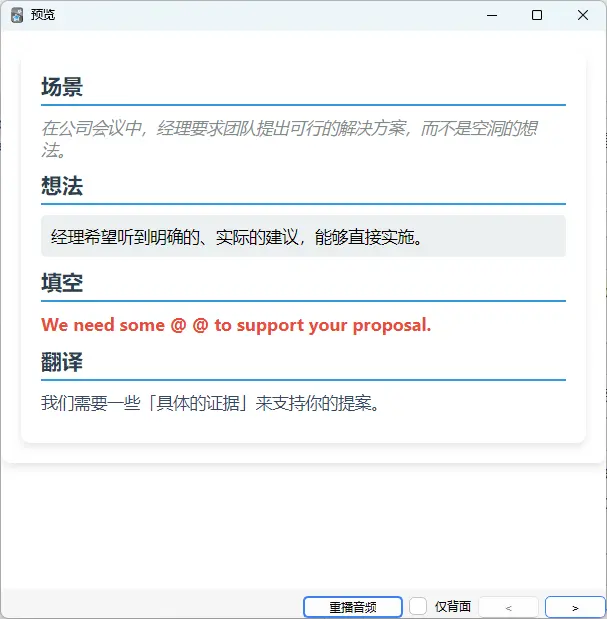 预览
场景
在公司会议中，经理要求团队提出可行的解决方案，而不是空洞的想
法。
想法
经理希望听到明确的、实际的建议，能够直接实施。
填空
We need some @ @ to support your proposal.
翻译
我们需要一些「具体的证据」来支持你的提案。
重播音频 仅背面 < >